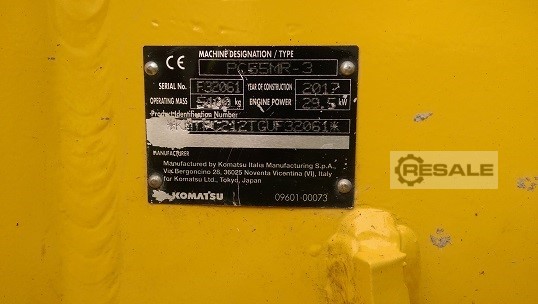 CE MACHINE DESIGNATION / TYPE
PC55MR-3
SERIAL No. F32061 YEAR OF CONSTRUCTION 2017
OPERATING MASS kg ENGINE POWER 29,5 kW
Product Identification Number
MANUFACTURER
Manufactured by Komatsu Italia Manufacturing S.p.A.,
Via Bergoncino 28, 36025 Noventa Vicentina (VI), Italy
for Komatsu Ltd., Tokyo, Japan
KOMATSU 09601-00073
RESALE